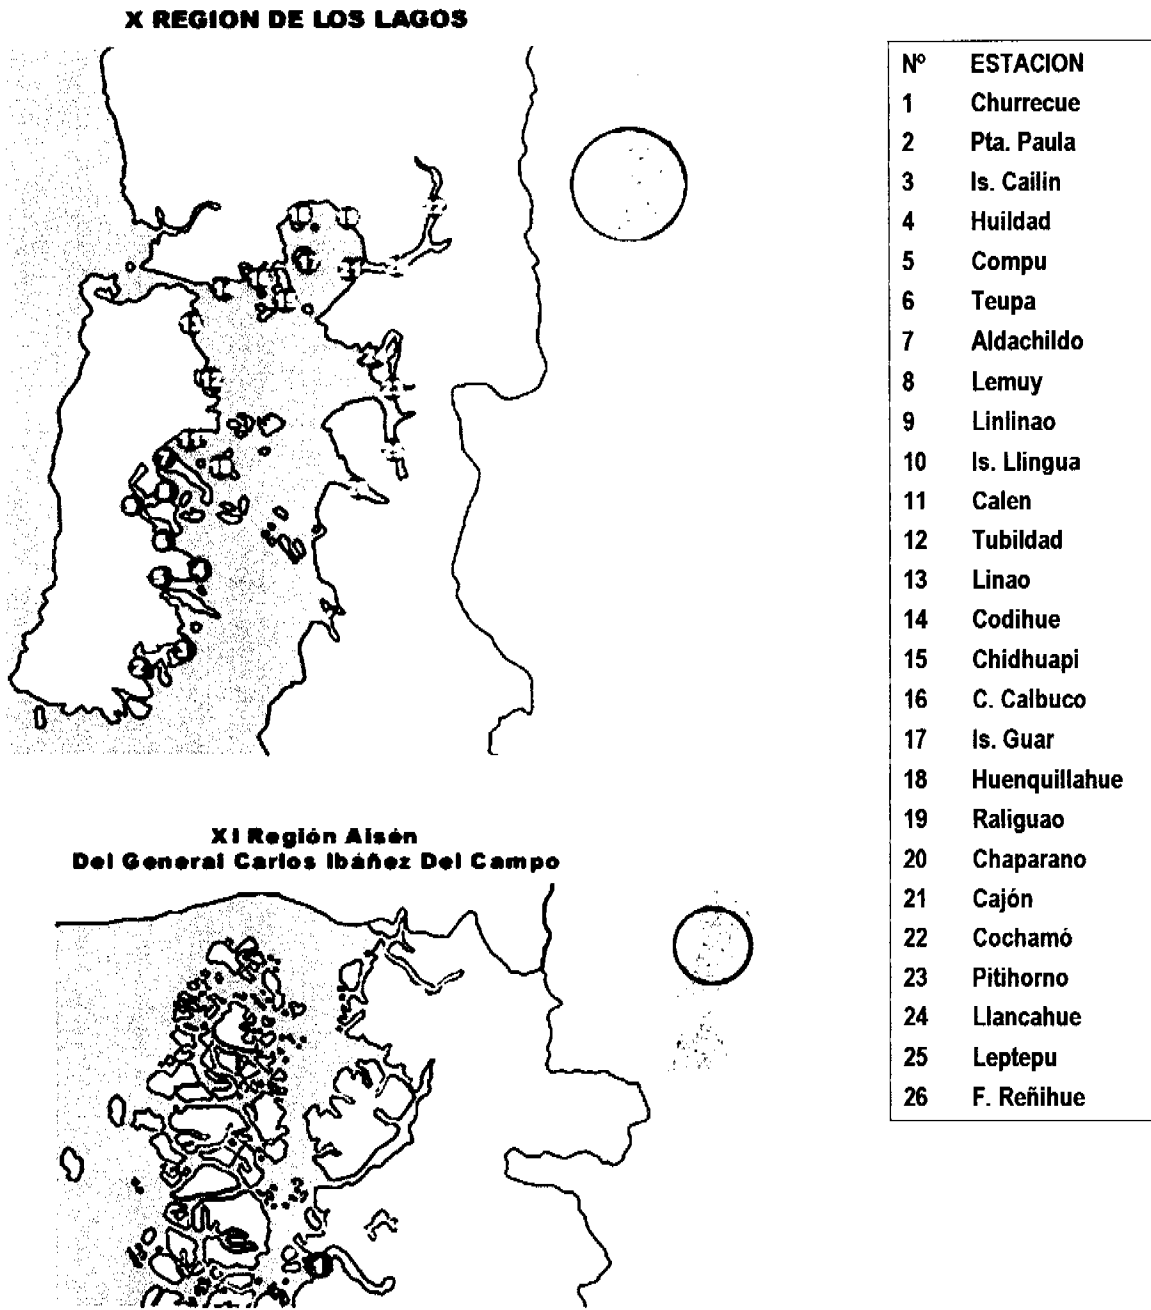 X REGION DE LOS LAGOS
Nº ESTACION
1 Churrecue
2 Pta. Paula
3 Is. Cailin
4 Huildad
5 Compu
6 Teupa
7 Aldachildo
8 Lemuy
9 Linlinao
10 Is. Llingua
11 Calen
12 Tubildad
13 Linao
14 Codihue
15 Chidhuapi
16 C. Calbuco
17 Is. Guar
18 Huenquillahue
19 Raliguao
20 Chaparano
21 Cajón
22 Cochamó
23 Pitihorno
24 Llancahue
25 Leptepu
26 F. Reñihue
XI Región Aisén
Del General Carlos Ibáñez Del Campo